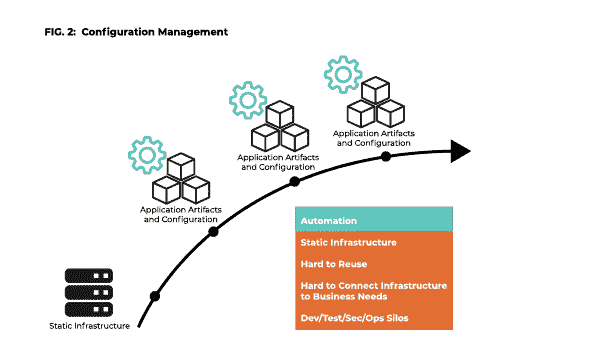 FIG. 2: Configuration Management
Application Artifacts
and Configuration
Application Artifacts
and Configuration
Application Artifacts
and Configuration
Static Infrastructure
Automation
Static Infrastructure
Hard to Reuse
Hard to Connect Infrastructure
to Business Needs
Dev/Test/Sec/Ops Silos